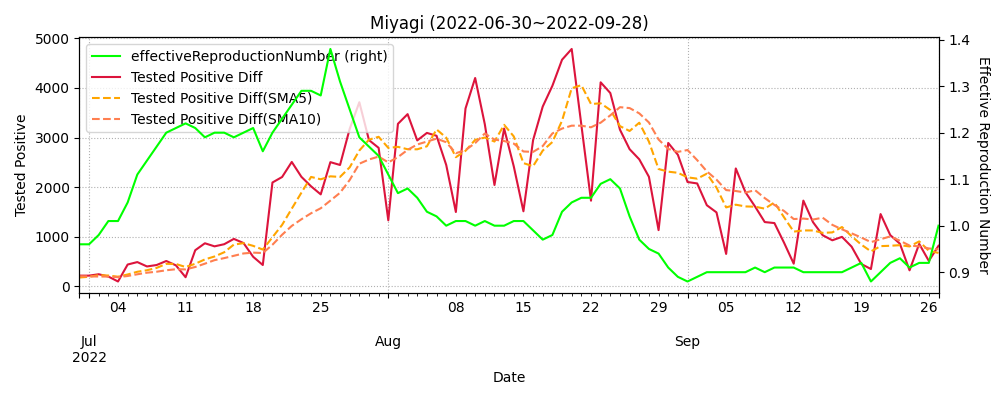 Miyagi (2022-06-30~2022-09-28)
effectiveReproductionNumber (right)
Tested Positive Diff
Tested Positive Diff(SMA5)
Tested Positive Diff(SMA10)
Tested Positive
5000
4000
3000
2000
1000
0
1.4
1.3
1.2
1.1
1.0
0.9
Effective Reproduction Number
04 11 18 25 08 15 22 29 05 12 19 26
Jul Aug Sep
2022
Date